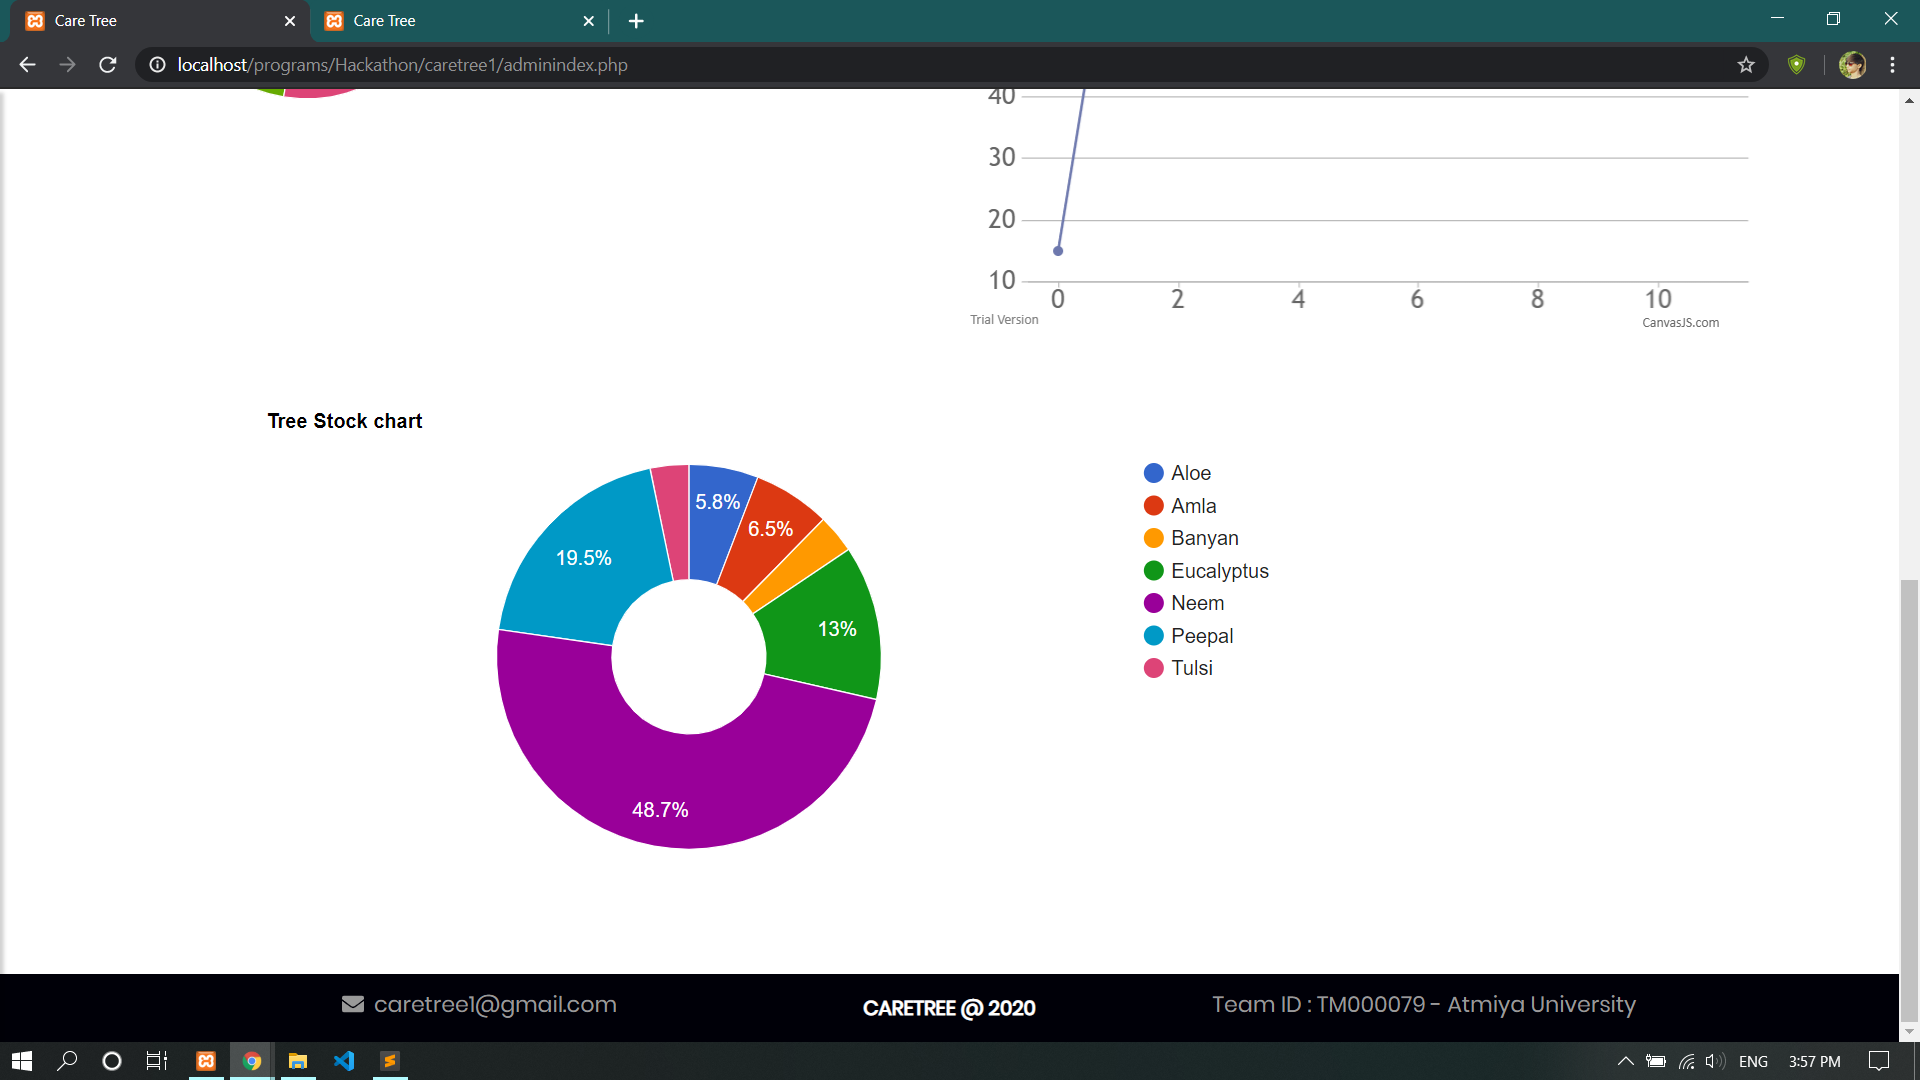 Care Tree
Care Tree
localhost/programs/Hackathon/caretree1/adminindex.php
40
30
20
10
0 2 4 6 8 10
Trial Version
CanvasJS.com
Tree Stock chart
5.8%
6.5%
19.5%
13%
48.7%
Aloe
Amla
Banyan
Eucalyptus
Neem
Peepal
Tulsi
caretree1@gmail.com
CARETREE @ 2020
Team ID : TM000079 - Atmiya University
ENG
3:57 PM